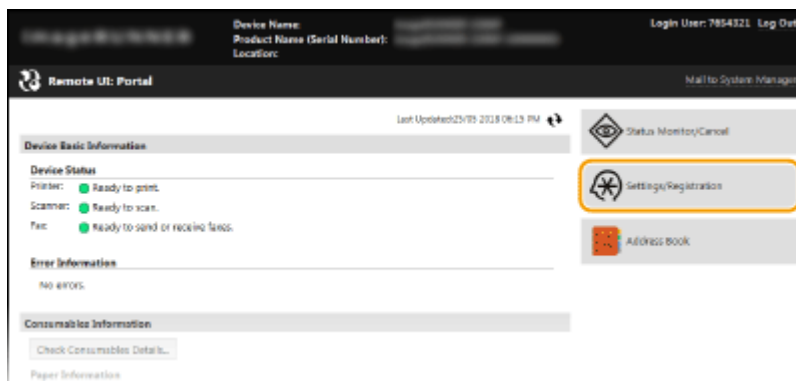 Device Name:
Product Name (Serial Number):
Location:
Login User: 7654321 Log Out
Remote UI: Portal
Mail to System Manager
Last Updated:25/05 2018 06:15 PM
Device Basic Information
Device Status
Printer: Ready to print.
Scanner: Ready to scan.
Fax: Ready to send or receive faxes.
Error Information
No errors.
Consumables Information
Check Consumables Details...
Paper Information
Status Monitor/Cancel
Settings/Registration
Address Book